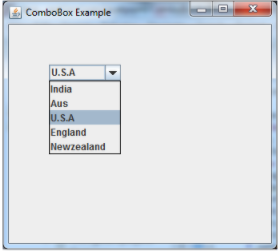 ComboBox Example
U.S.A
India
Aus
U.S.A
England
Newzealand